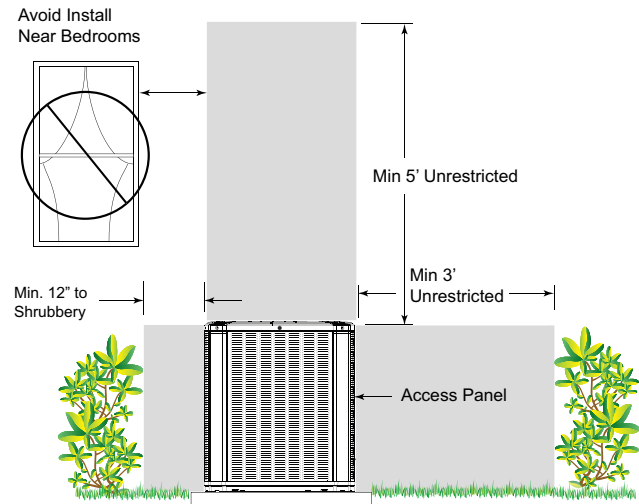 Avoid Install
Near Bedrooms
Min 5’ Unrestricted
Min 3’
Unrestricted
Min. 12” to
Shrubbery
Access Panel